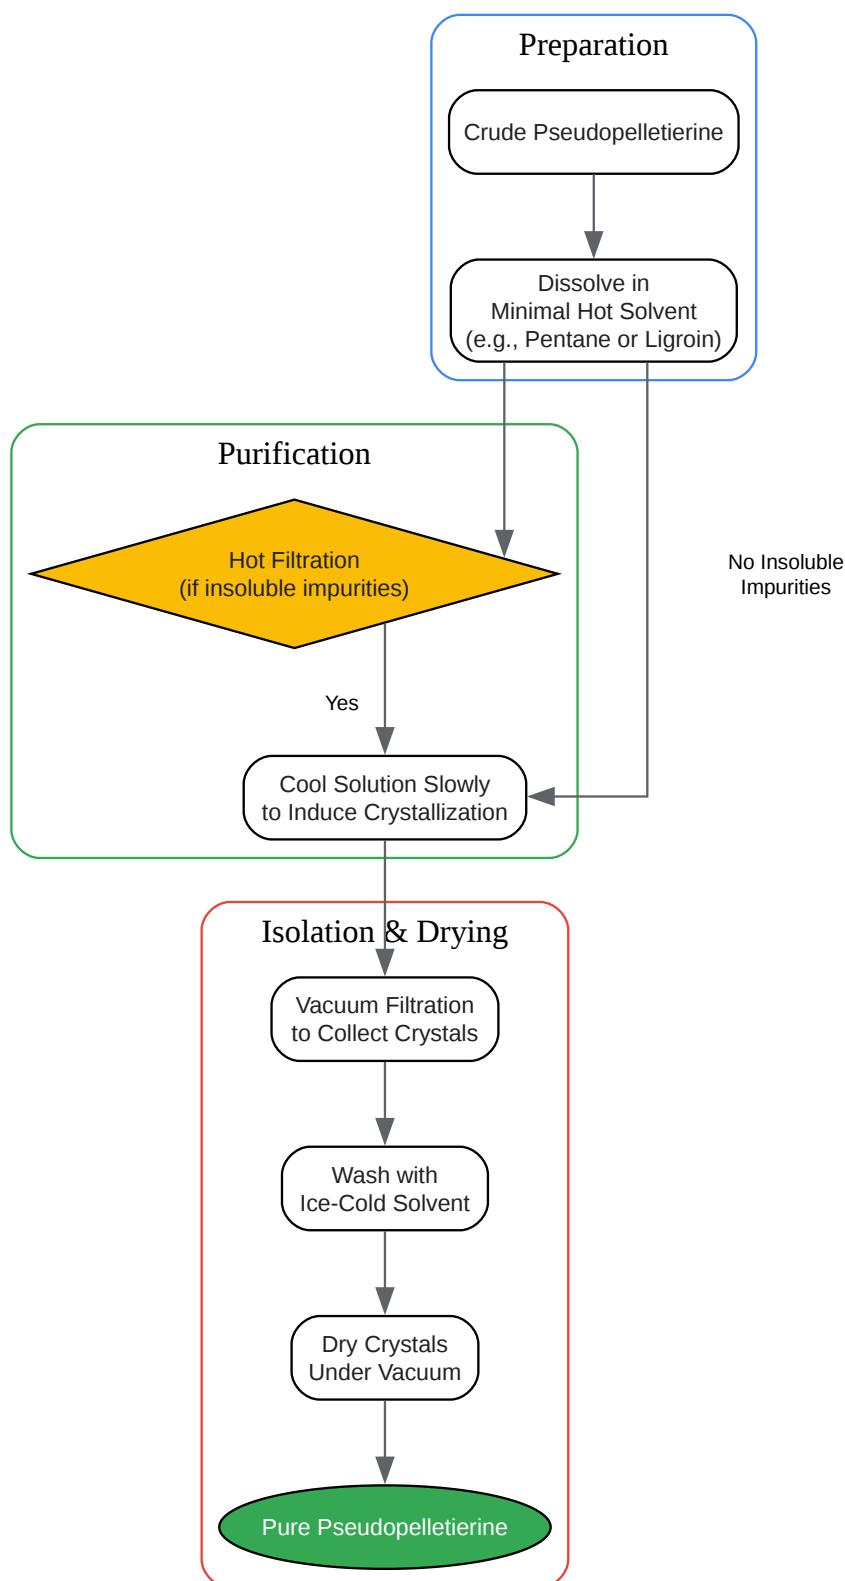 Preparation
Crude Pseudopelletierine
Dissolve in
Minimal Hot Solvent
(e.g., Pentane or Ligroin)
Purification
Hot Filtration
(if insoluble impurities)
No Insoluble
Impurities
Yes
Cool Solution Slowly
to Induce Crystallization
Isolation & Drying
Vacuum Filtration
to Collect Crystals
Wash with
Ice-Cold Solvent
Dry Crystals
Under Vacuum
Pure Pseudopelletierine